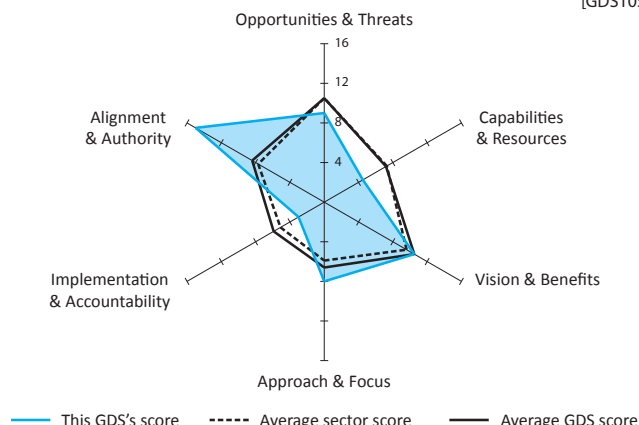 [GDS10
Opportunities & Threats
16
12
8
4
Alignment
& Authority
Capabilities
& Resources
Implementation
& Accountability
Vision & Benefits
Approach & Focus
This GDS's score
Average sector score
Average GDS score